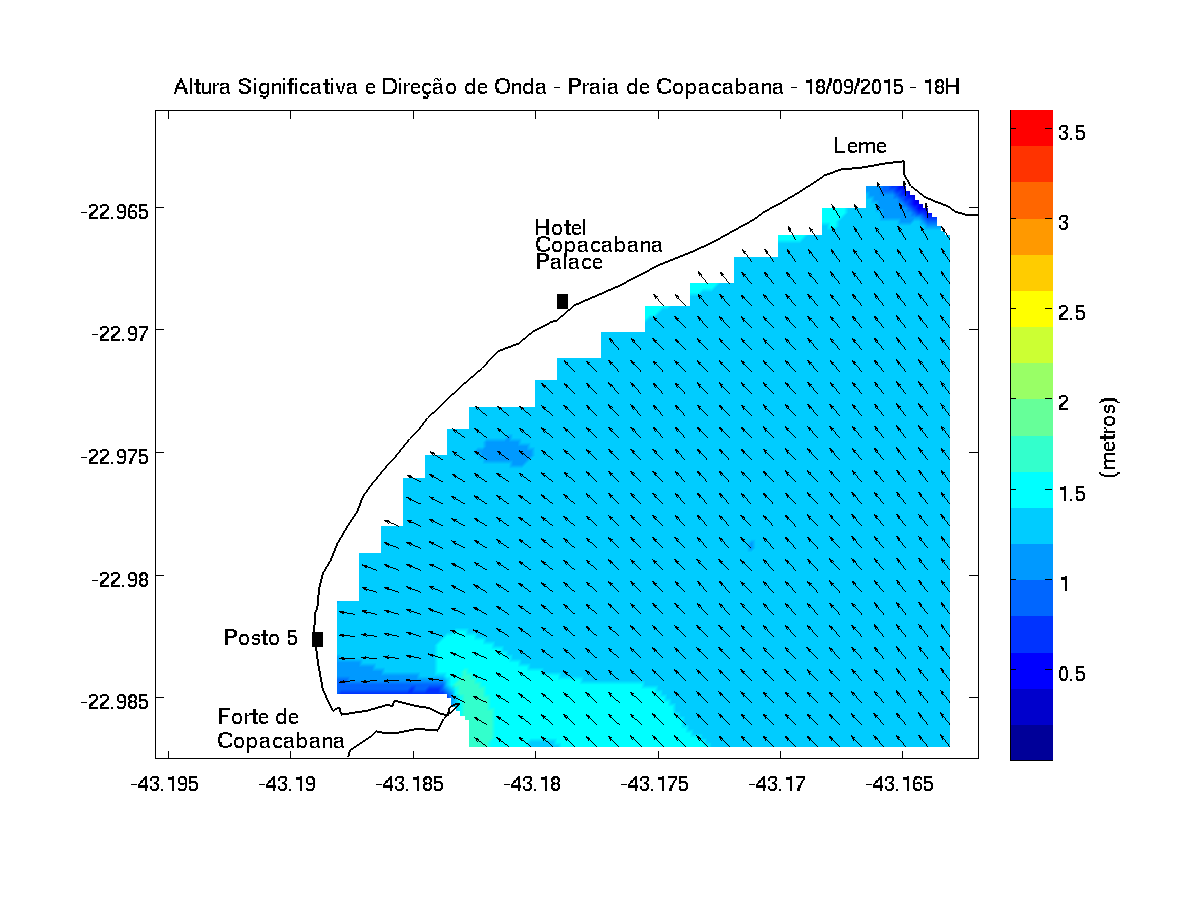 Altura Significativa e Direção de Onda - Praia de Copacabana - 18/09/2015 - 18H
Leme
Hotel
Copacabana
Palace
Posto 5
Forte de
Copacabana
-22.965
-22.97
-22.975
-22.98
-22.985
-43.195
-43.19
-43.185
-43.18
-43.175
-43.17
-43.165
3.5
3
2.5
2
1.5
1
0.5
(metros)